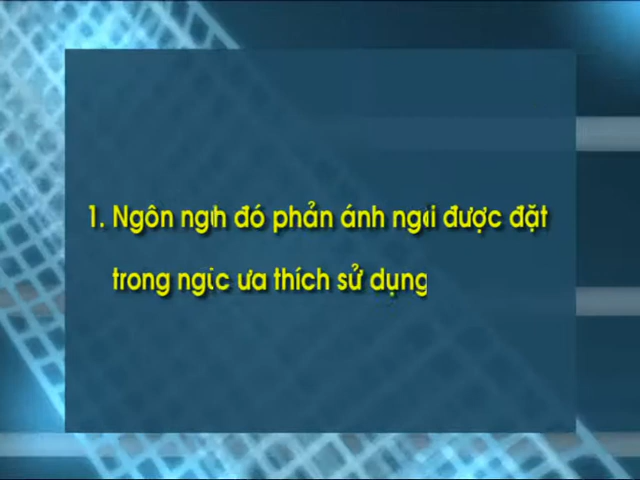 1. Ngôn đó phản ánh được đặt
trong ưa thích sử dụng